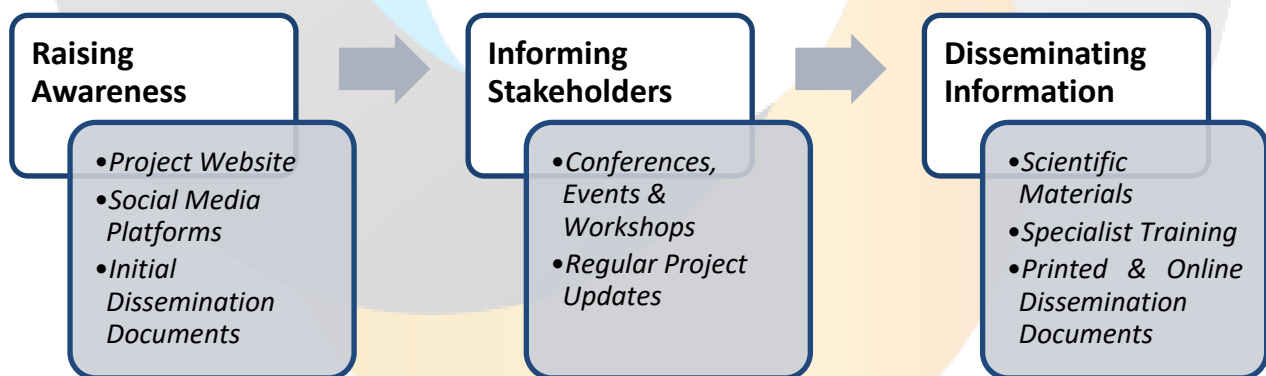 Raising
Awareness
•Project Website
•Social Media
Platforms
•Initial
Dissemination
Documents
Informing
Stakeholders
•Conferences,
Events &
Workshops
•Regular Project
Updates
Disseminating
Information
•Scientific
Materials
•Specialist Training
•Printed & Online
Dissemination
Documents